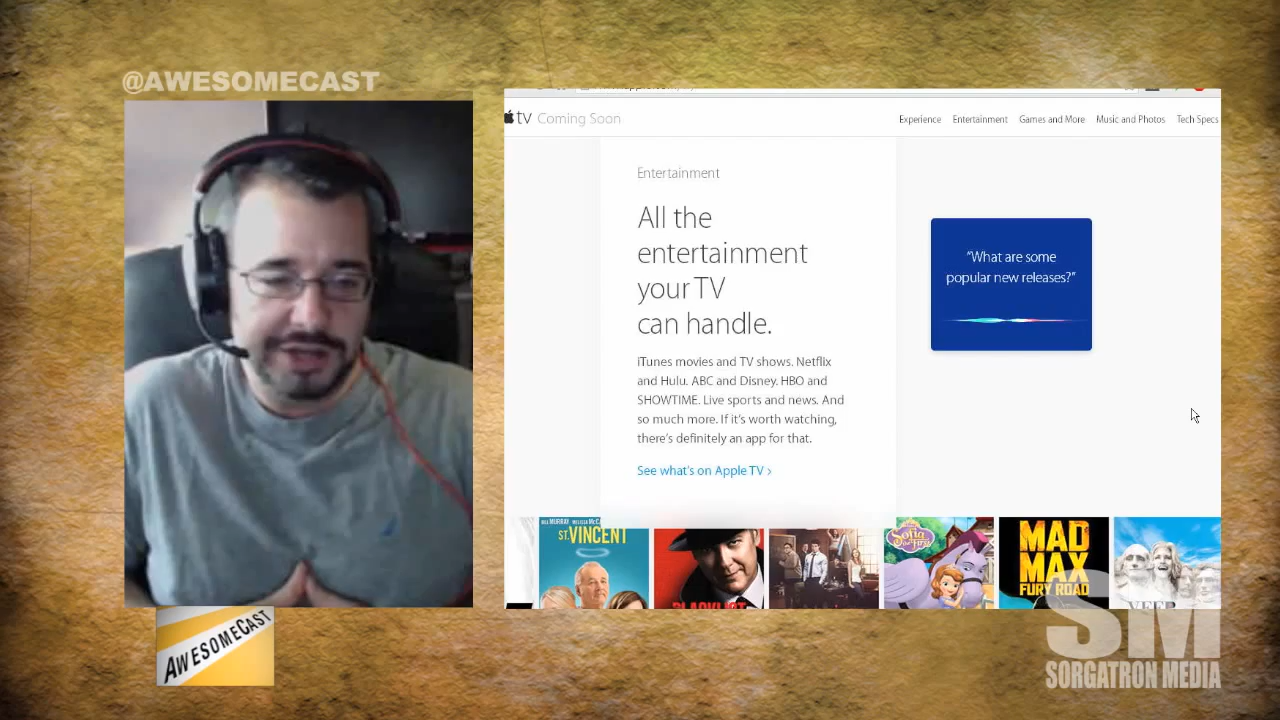 @AWESOMECAST
tv Coming Soon
Experience Entertainment Games and More Music and Photos Tech Specs
Entertainment
All the
entertainment
your TV
can handle.
iTunes movies and TV shows. Netflix
and Hulu. ABC and Disney. HBO and
SHOWTIME. Live sports and news. And
so much more. If it's worth watching,
there's definitely an app for that.
See what's on Apple TV >
"What are some
popular new releases?"
BILL MURRAY
ST. VINCENT
BLACKLIST
Sofia
the First
MAD
MAX
FURY ROAD
VEEP
AWESOMECAST
SM
SORGATRON MEDIA